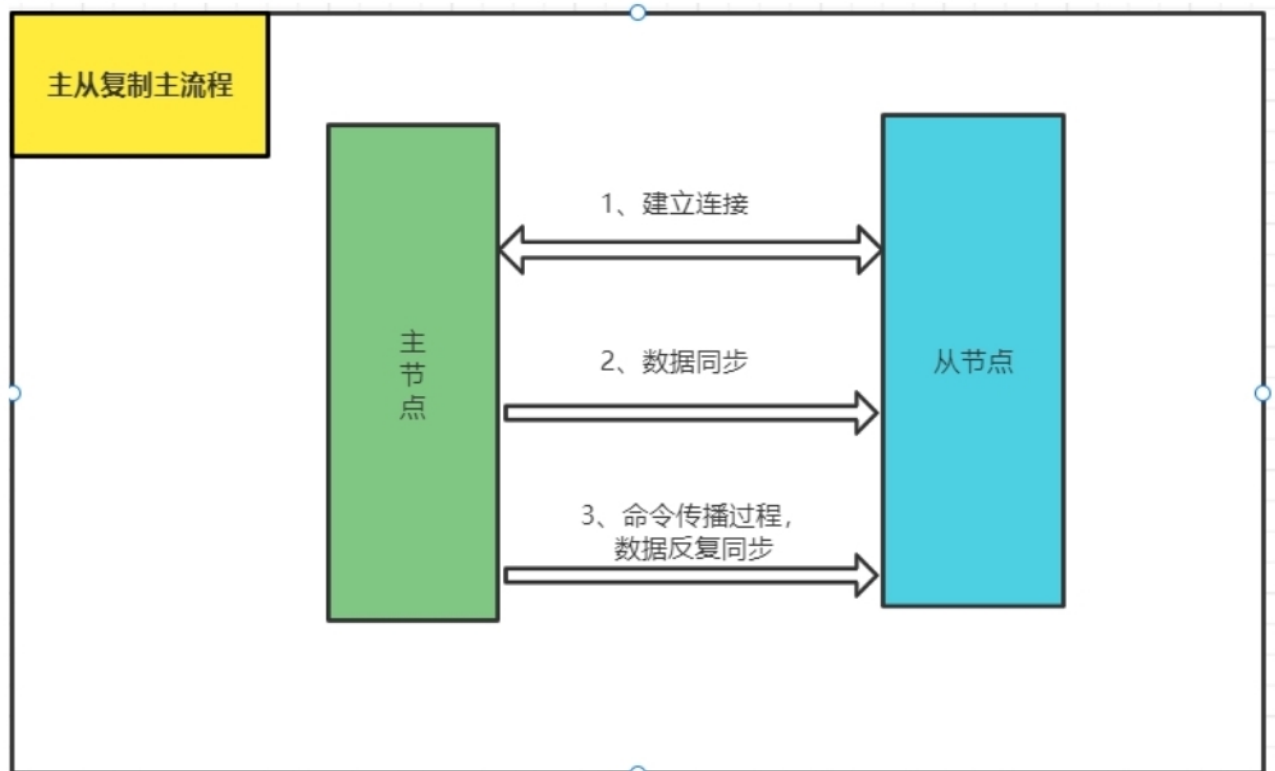 主从复制主流程
1、建立连接
主
节
点
2、数据同步
从节点
3、命令传播过程，
数据反复同步